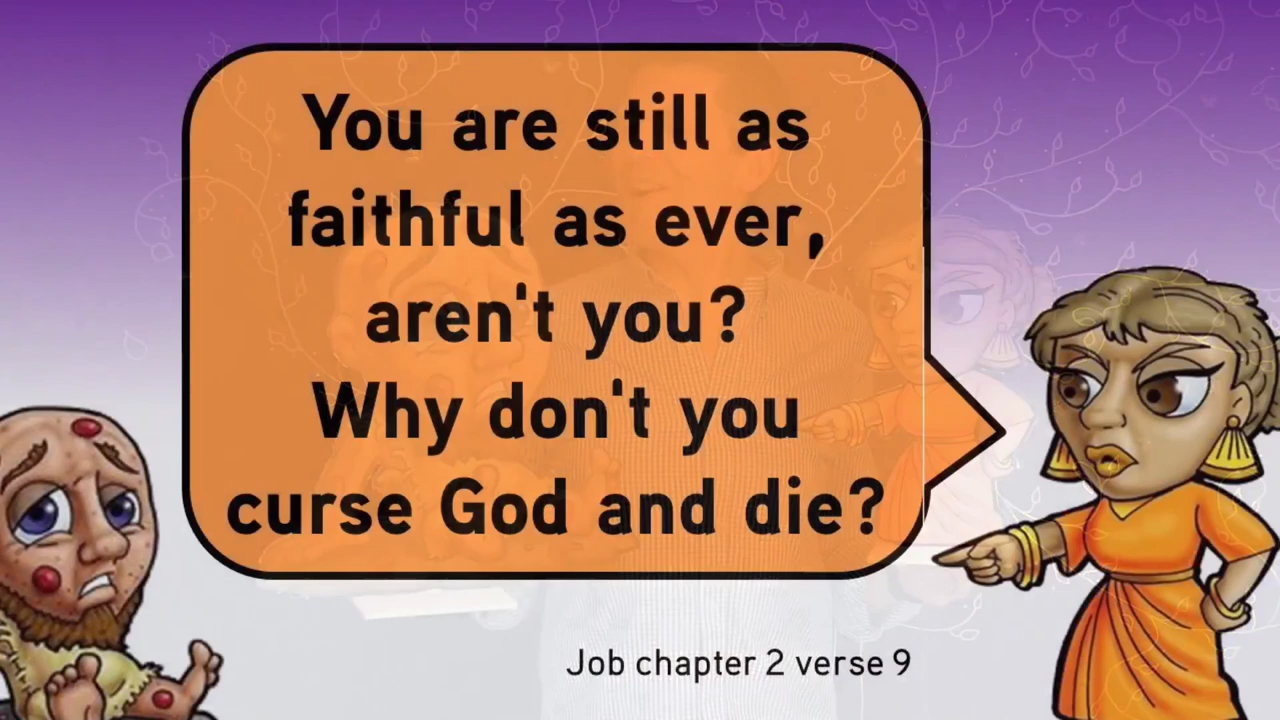 You are still as
faithful as ever,
aren't you?
Why don't you
curse God and die?
Job chapter 2 verse 9